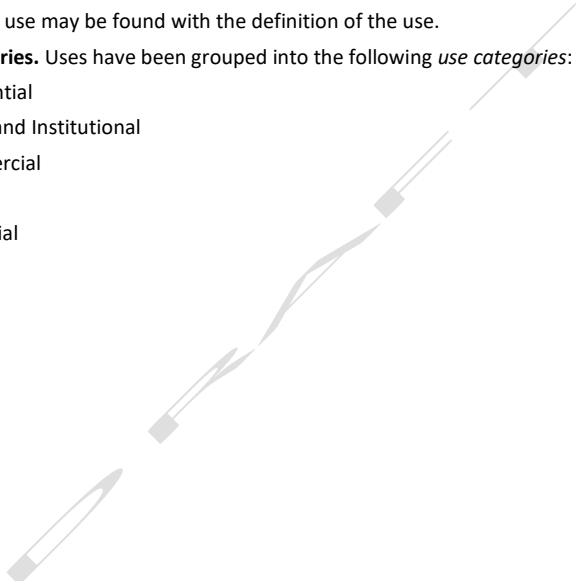 use may be found with the definition of the use.
ries. Uses have been grouped into the following use categories:
ntial
and Institutional
ercial
ial